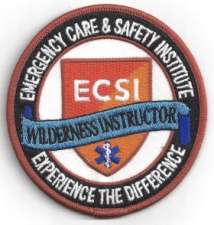 EMERGENCY CARE & SAFETY INSTITUTE
ECSI
WILDERNESS INSTRUCTOR
EXPERIENCE THE DIFFERENCE